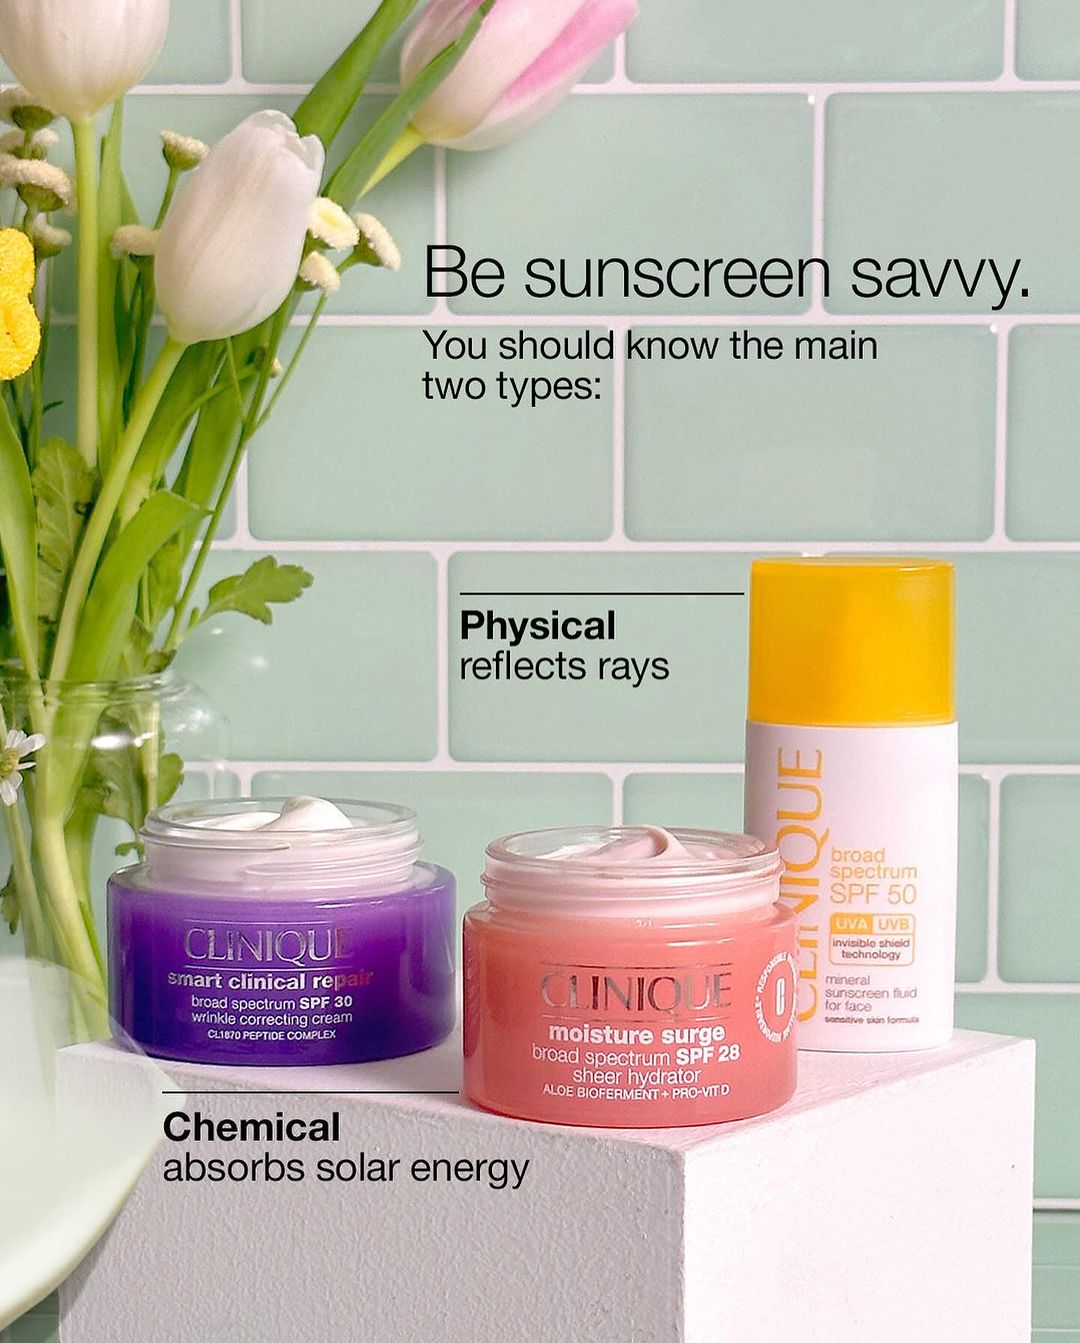 Be sunscreen savvy.
You should know the main
two types:
Physical
reflects rays
CLINIQUE
broad
spectrum
SPF 50
UVA UVB
invisible shield
technology
mineral
sunscreen fluid
for face
sensitive skin formula
CLINIQUE
smart clinical repair
broad spectrum SPF 30
wrinkle correcting cream
CL1870 PEPTIDE COMPLEX
CLINIQUE
moisture surge
broad spectrum SPF 28
sheer hydrator
ALOE BIOFERMENT + PRO-VIT D
Chemical
absorbs solar energy